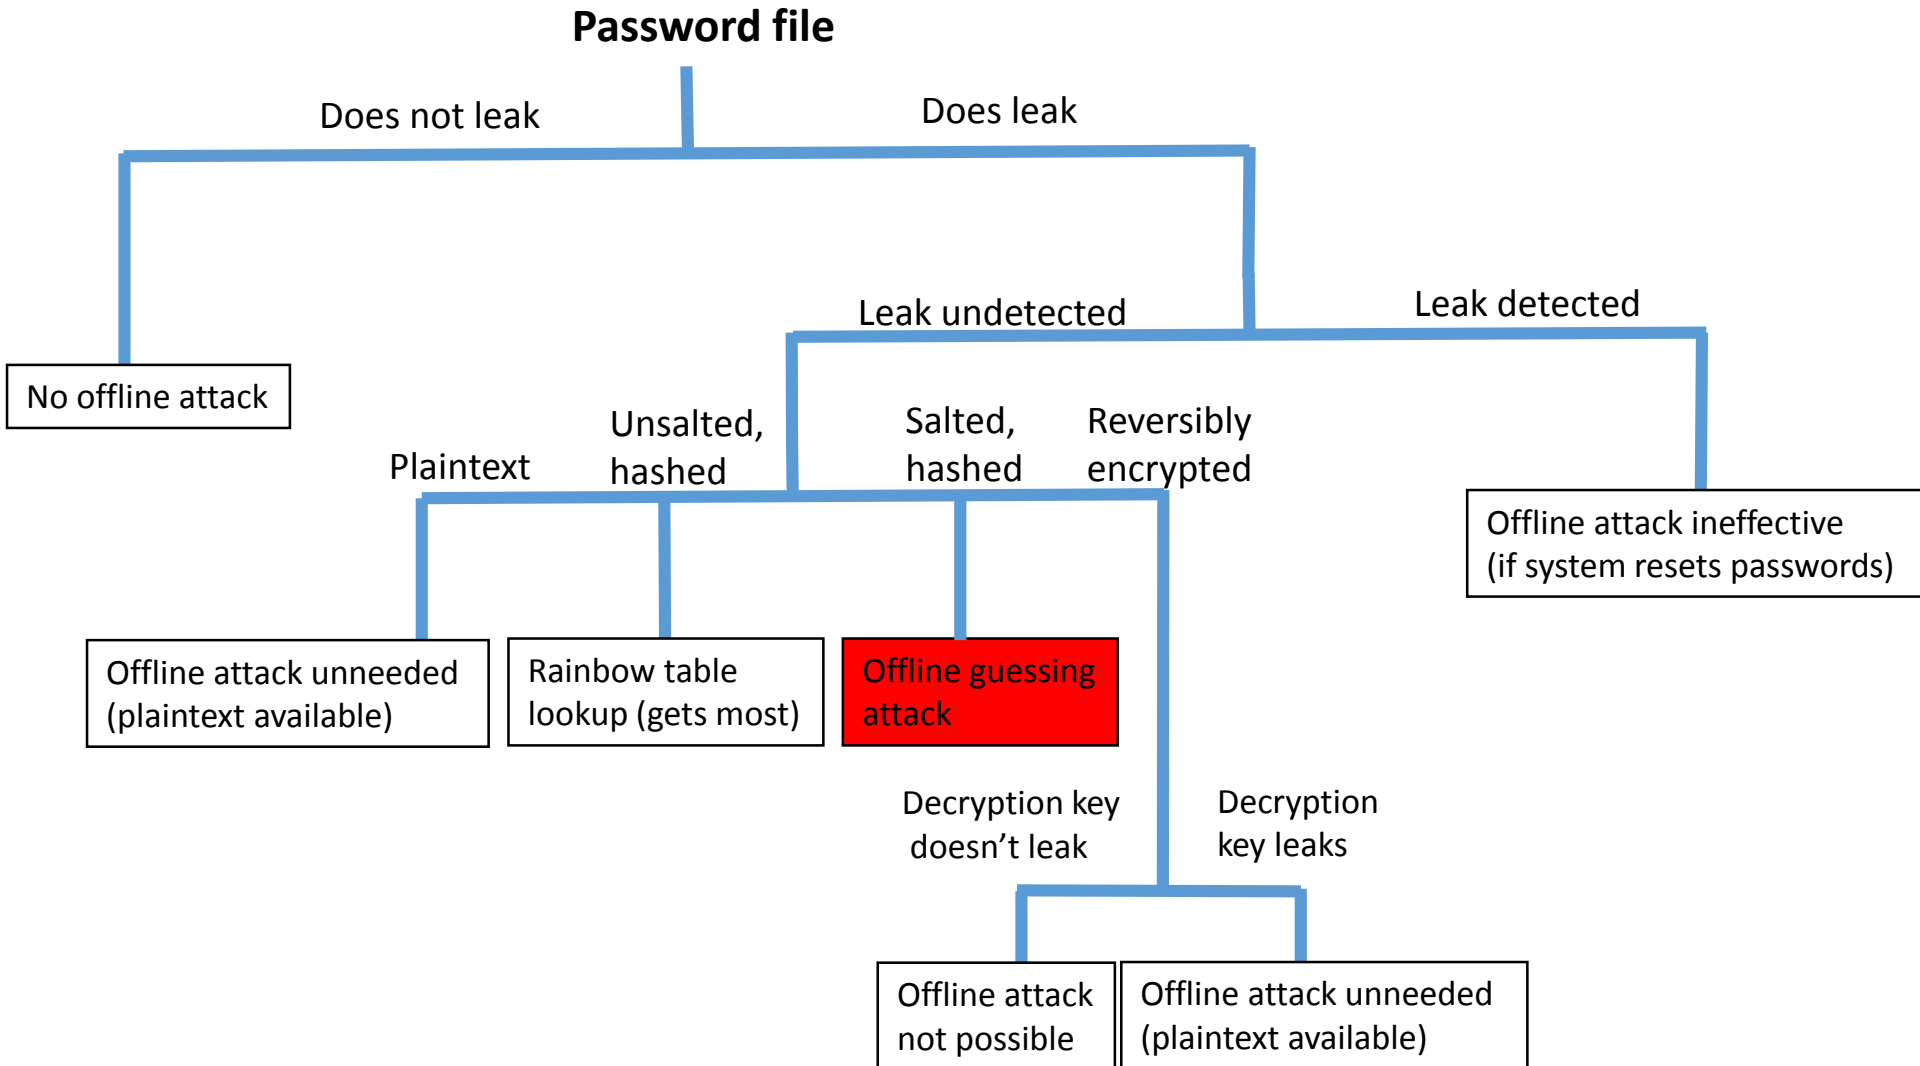 Password file
Does not leak
Does leak
Leak undetected
Leak detected
No offline attack
Plaintext
Unsalted,
hashed
Salted,
hashed
Reversibly
encrypted
Offline attack ineffective
(if system resets passwords)
Offline attack unneeded
(plaintext available)
Rainbow table
lookup (gets most)
Offline guessing
attack
Decryption key
doesn’t leak
Decryption
key leaks
Offline attack
not possible
Offline attack unneeded
(plaintext available)